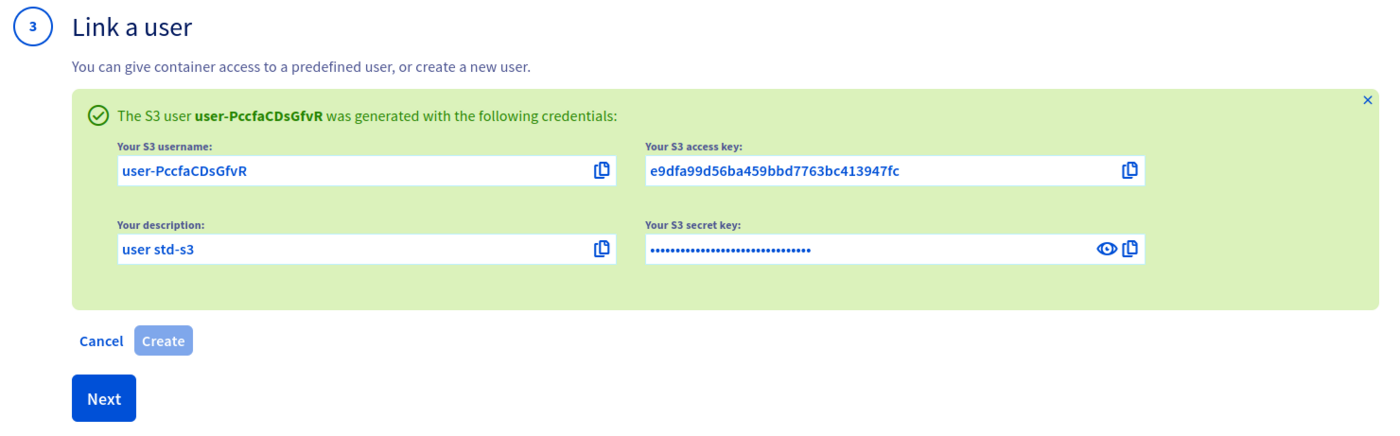 3
Link a user
You can give container access to a predefined user, or create a new user.
The S3 user user-PccfaCDsGfvR was generated with the following credentials:
Your S3 username:
user-PccfaCDsGfvR
Your S3 access key:
e9dfa99d56ba459bbd7763bc413947fc
Your description:
user std-s3
Your S3 secret key:
••••••••••••••••••••••••••••••••
Cancel
Create
Next